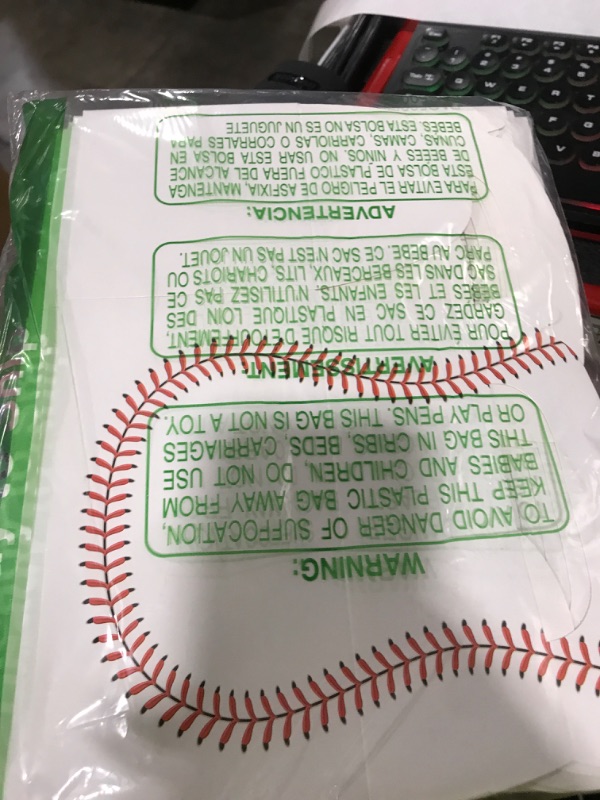 WARNING:
TO AVOID DANGER OF SUFFOCATION,
KEEP THIS PLASTIC BAG AWAY FROM
BABIES AND CHILDREN. DO NOT USE
THIS BAG IN CRIBS, BEDS, CARRIAGES
OR PLAY PENS. THIS BAG IS NOT A TOY.
AVERTISSEMENT:
POUR EVITER TOUT RISQUE D'ETOUFFEMENT,
GARDEZ CE SAC EN PLASTIQUE LOIN DES
BEBES ET LES ENFANTS. N'UTILISEZ PAS CE
SAC DANS LES BERCEAUX, LITS, CHARIOTS OU
PARC AU BEBE. CE SAC N'EST PAS UN JOUET.
ADVERTENCIA:
PARA EVITAR EL PELIGRO DE ASFIXIA, MANTENGA
ESTA BOLSA DE PLASTICO FUERA DEL ALCANCE
DE BEBES Y NINOS. NO USAR ESTA BOLSA EN
CUNAS, CAMAS, CARRIOLAS O CORRALES PARA
BEBES. ESTA BOLSA NO ES UN JUGUETE